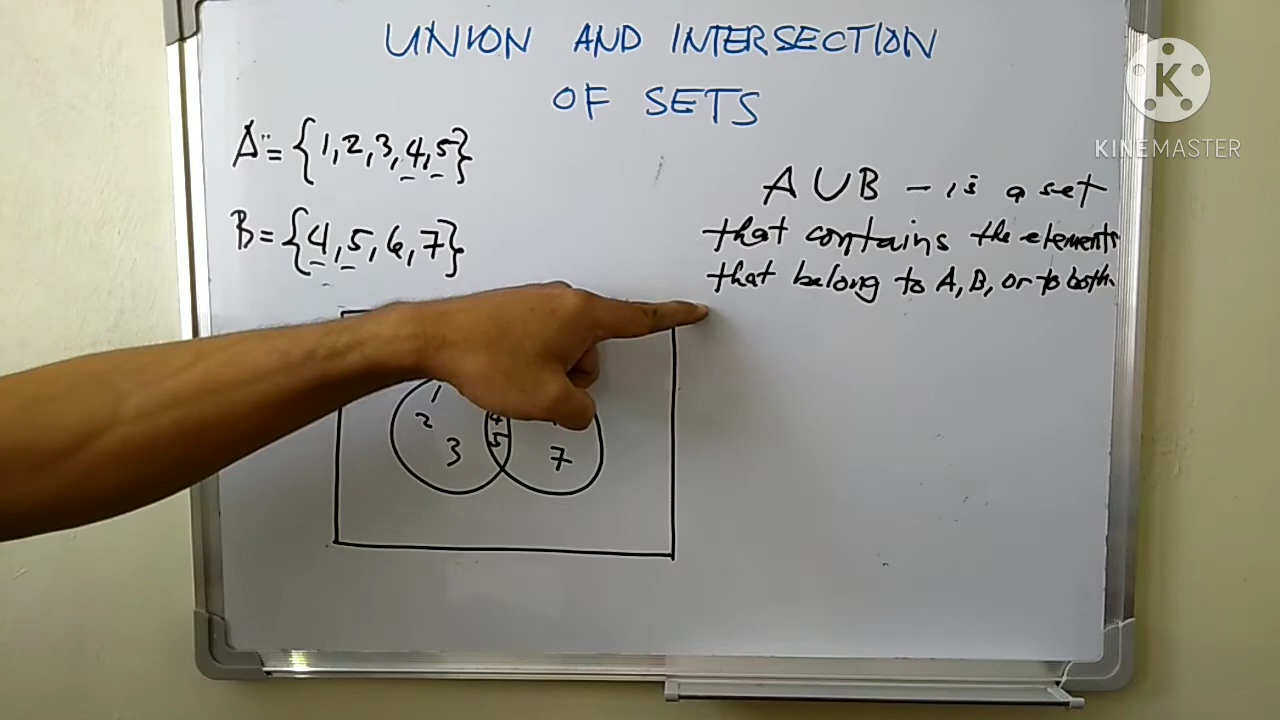 UNION AND INTERSECTION
OF SETS
A = {1, 2, 3, 4, 5}
B = {4, 5, 6, 7}
A ∪ B - is a set
that contains the elements
that belong to A, B, or to both.
1
2
3
4
5
7
K
KINEMASTER